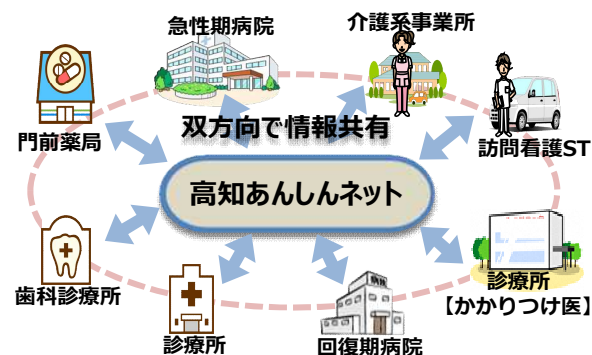 急性期病院
介護系事業所
門前薬局
双方向で情報共有
訪問看護ST
高知あんしんネット
歯科診療所
診療所
病院
回復期病院
診療所
【かかりつけ医】